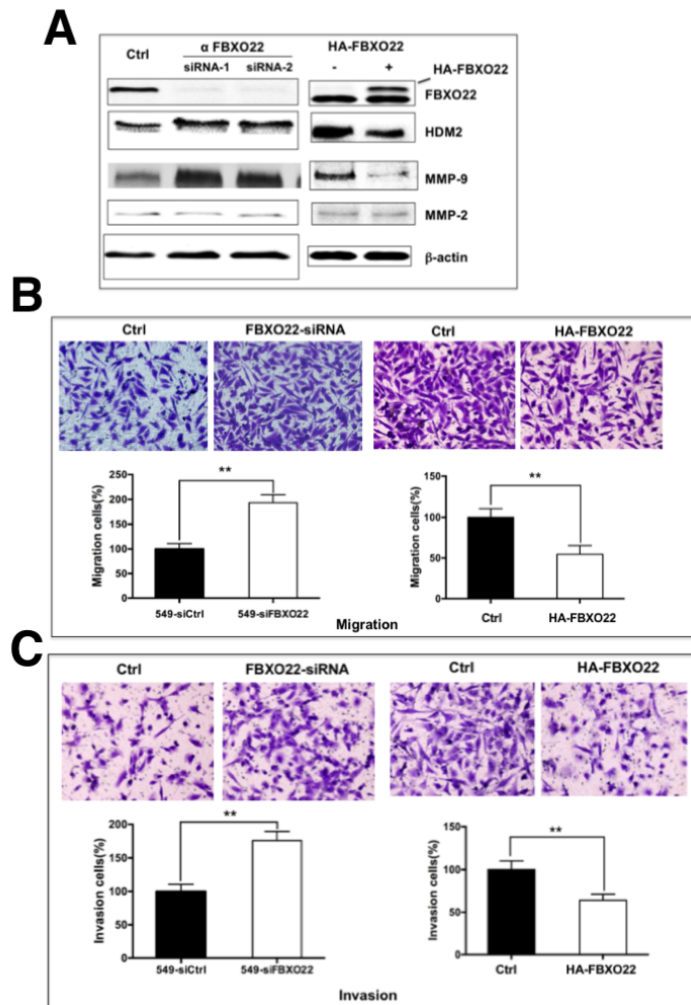 A
Ctrl
α FBXO22
siRNA-1 siRNA-2
HA-FBXO22
- +
HA-FBXO22
FBXO22
HDM2
MMP-9
MMP-2
β-actin
B
Ctrl FBXO22-siRNA Ctrl HA-FBXO22
Migration cells(%)
250
200
150
100
50
0
**
549-siCtrl 549-siFBXO22
Migration cells(%)
150
100
50
0
**
Ctrl HA-FBXO22
Migration
C
Ctrl FBXO22-siRNA Ctrl HA-FBXO22
Invasion cells(%)
200
150
100
50
0
**
549-siCtrl 549-siFBXO22
Invasion cells(%)
150
100
50
0
**
Ctrl HA-FBXO22
Invasion